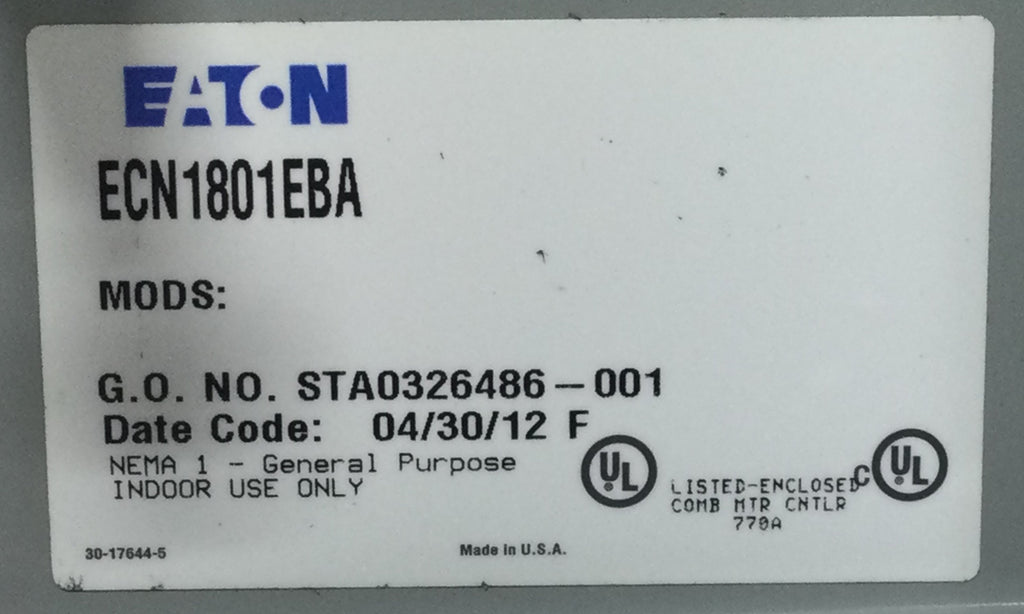 EATON
ECN1801EBA
MODS:
G.O. NO. STA0326486-001
Date Code: 04/30/12 F
NEMA 1 - General Purpose
INDOOR USE ONLY
UL
LISTED-ENCLOSED
COMB MTR CNTLR
770A
C UL
30-17644-5
Made in U.S.A.